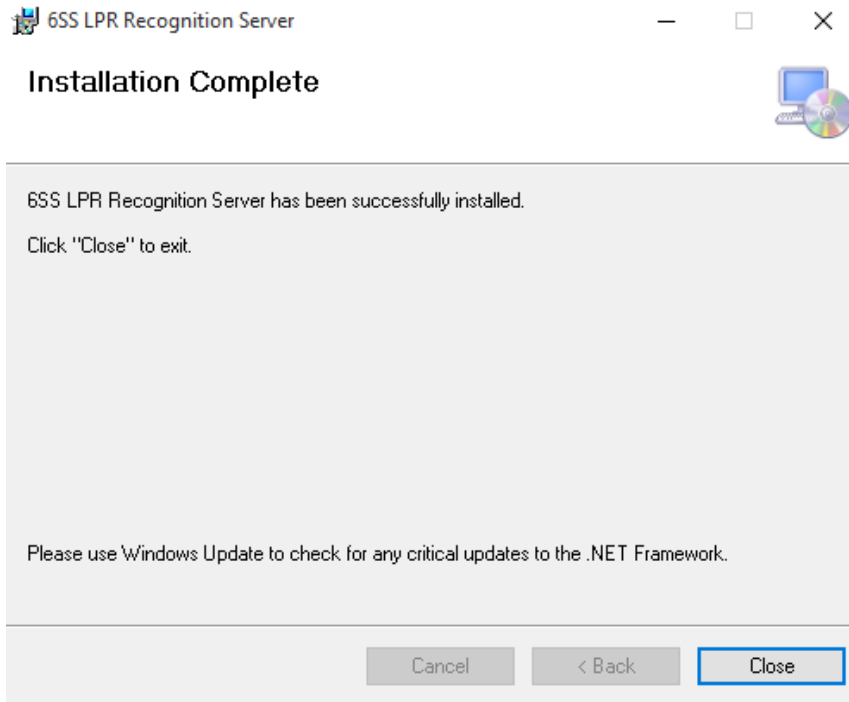 6SS LPR Recognition Server
Installation Complete
6SS LPR Recognition Server has been successfully installed.
Click "Close" to exit.
Please use Windows Update to check for any critical updates to the .NET Framework.
Cancel
< Back
Close